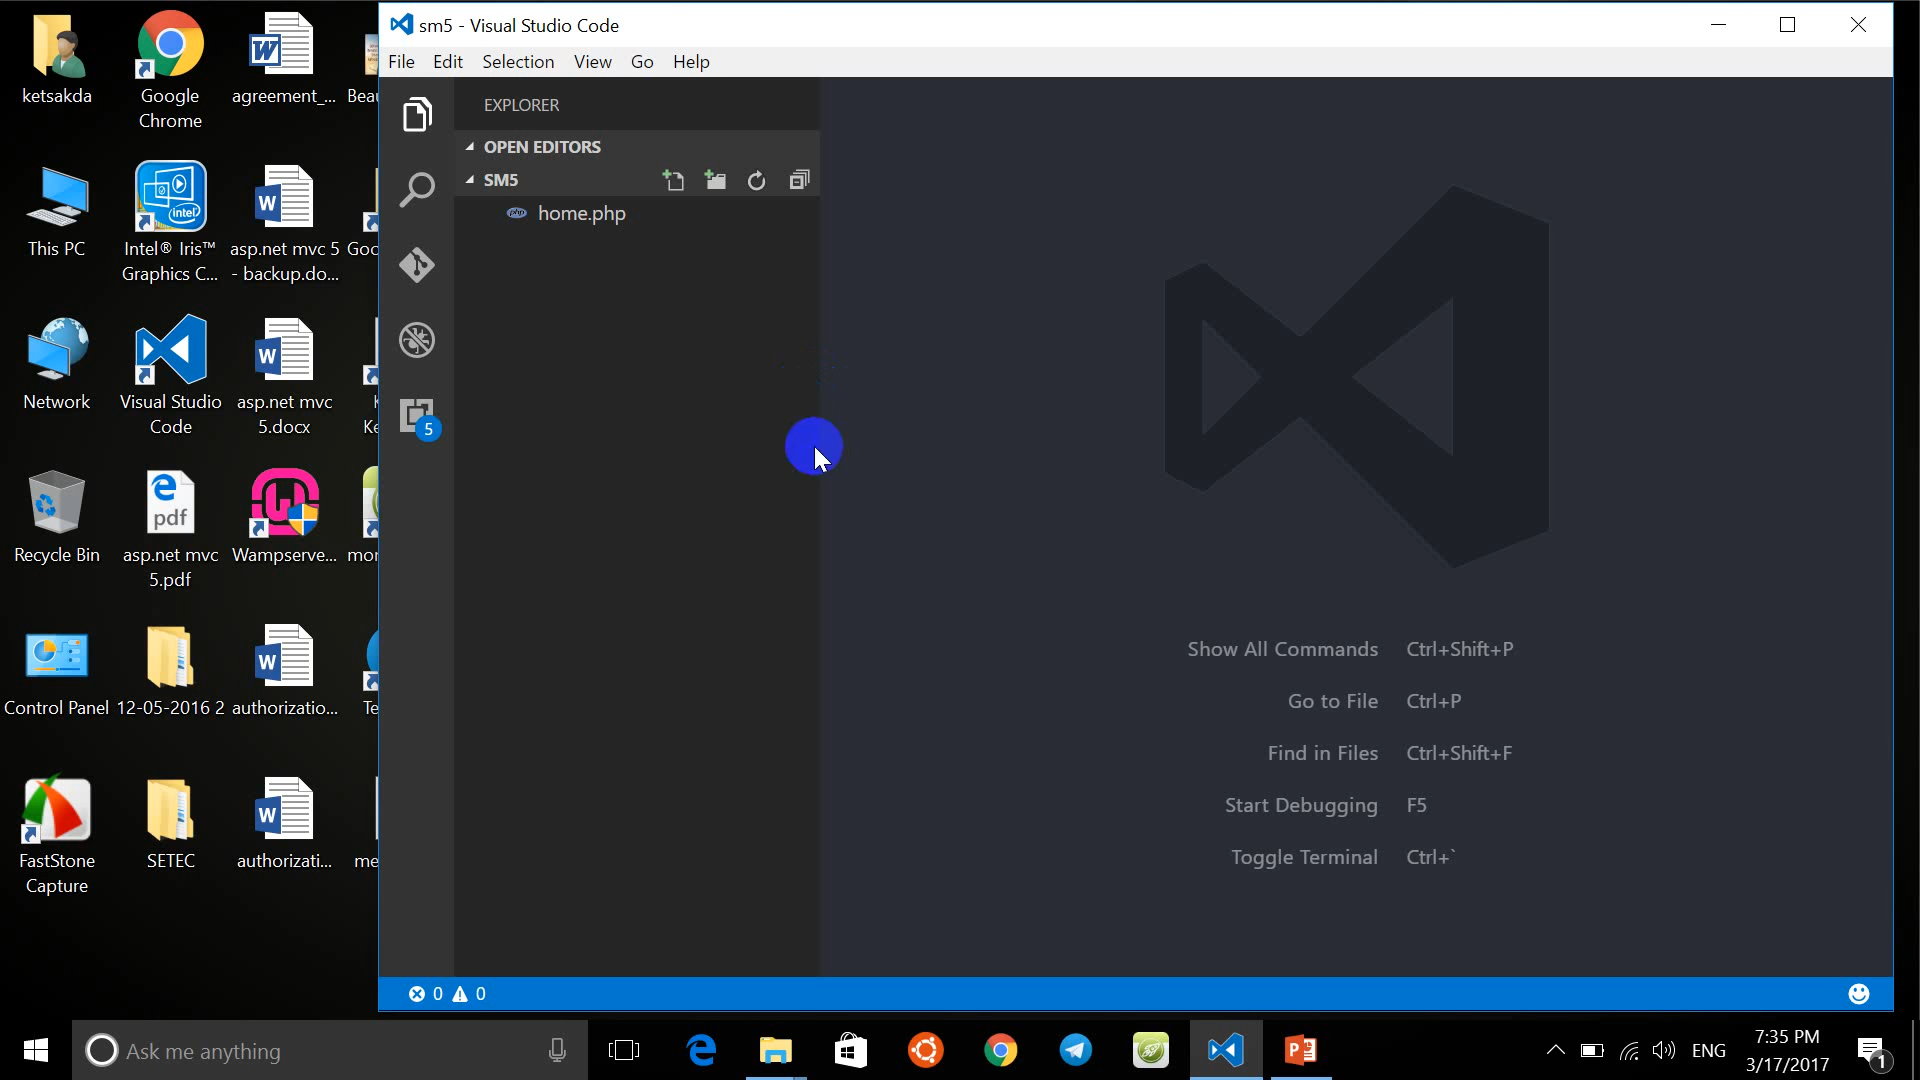 ketsakda
Google
Chrome
agreement_...
Beau
This PC
Intel® Iris™
Graphics C...
asp.net mvc 5
- backup.do...
Goo
Network
Visual Studio
Code
asp.net mvc
5.docx
K
Ke
Recycle Bin
pdf
asp.net mvc
5.pdf
Wampserve...
mor
Control Panel
12-05-2016 2
authorizatio...
Te
FastStone
Capture
SETEC
authorizati...
me
sm5 - Visual Studio Code
File Edit Selection View Go Help
EXPLORER
OPEN EDITORS
SM5
home.php
5
Show All Commands Ctrl+Shift+P
Go to File Ctrl+P
Find in Files Ctrl+Shift+F
Start Debugging F5
Toggle Terminal Ctrl+`
0 0
Ask me anything
ENG
7:35 PM
3/17/2017
1